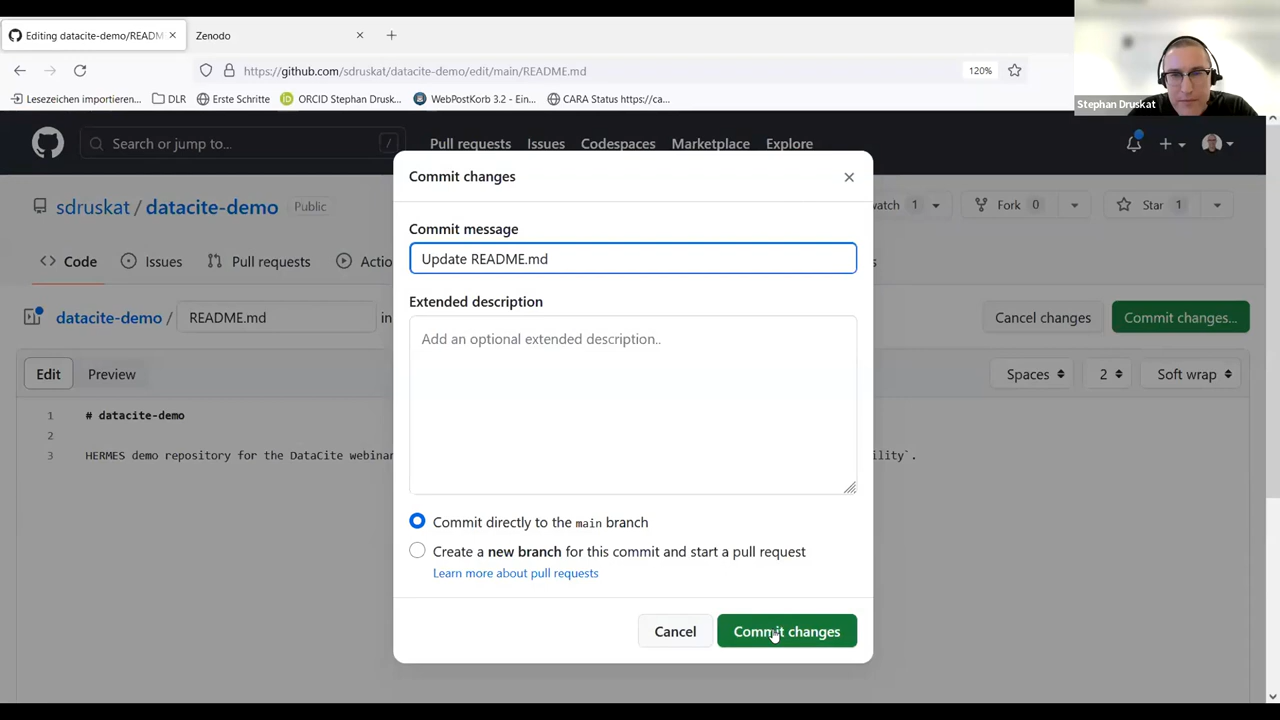 Editing datacite-demo/READM
Zenodo
https://github.com/sdruskat/datacite-demo/edit/main/README.md
120%
Lesezeichen importieren...
DLR
Erste Schritte
ORCID Stephan Drusk...
WebPostKorb 3.2 - Ein...
CARA Status https://ca...
Stephan Druskat
Search or jump to...
/
Pull requests
Issues
Codespaces
Marketplace
Explore
sdruskat / datacite-demo
Public
atch 1
Fork 0
Star 1
Code
Issues
Pull requests
Actio
s
datacite-demo /
README.md
in
Cancel changes
Commit changes...
Edit
Preview
Spaces
2
Soft wrap
1 # datacite-demo
2
3 HERMES demo repository for the DataCite webinar
ility`.
Commit changes
Commit message
Update README.md
Extended description
Add an optional extended description..
Commit directly to the main branch
Create a new branch for this commit and start a pull request
Learn more about pull requests
Cancel
Commit changes